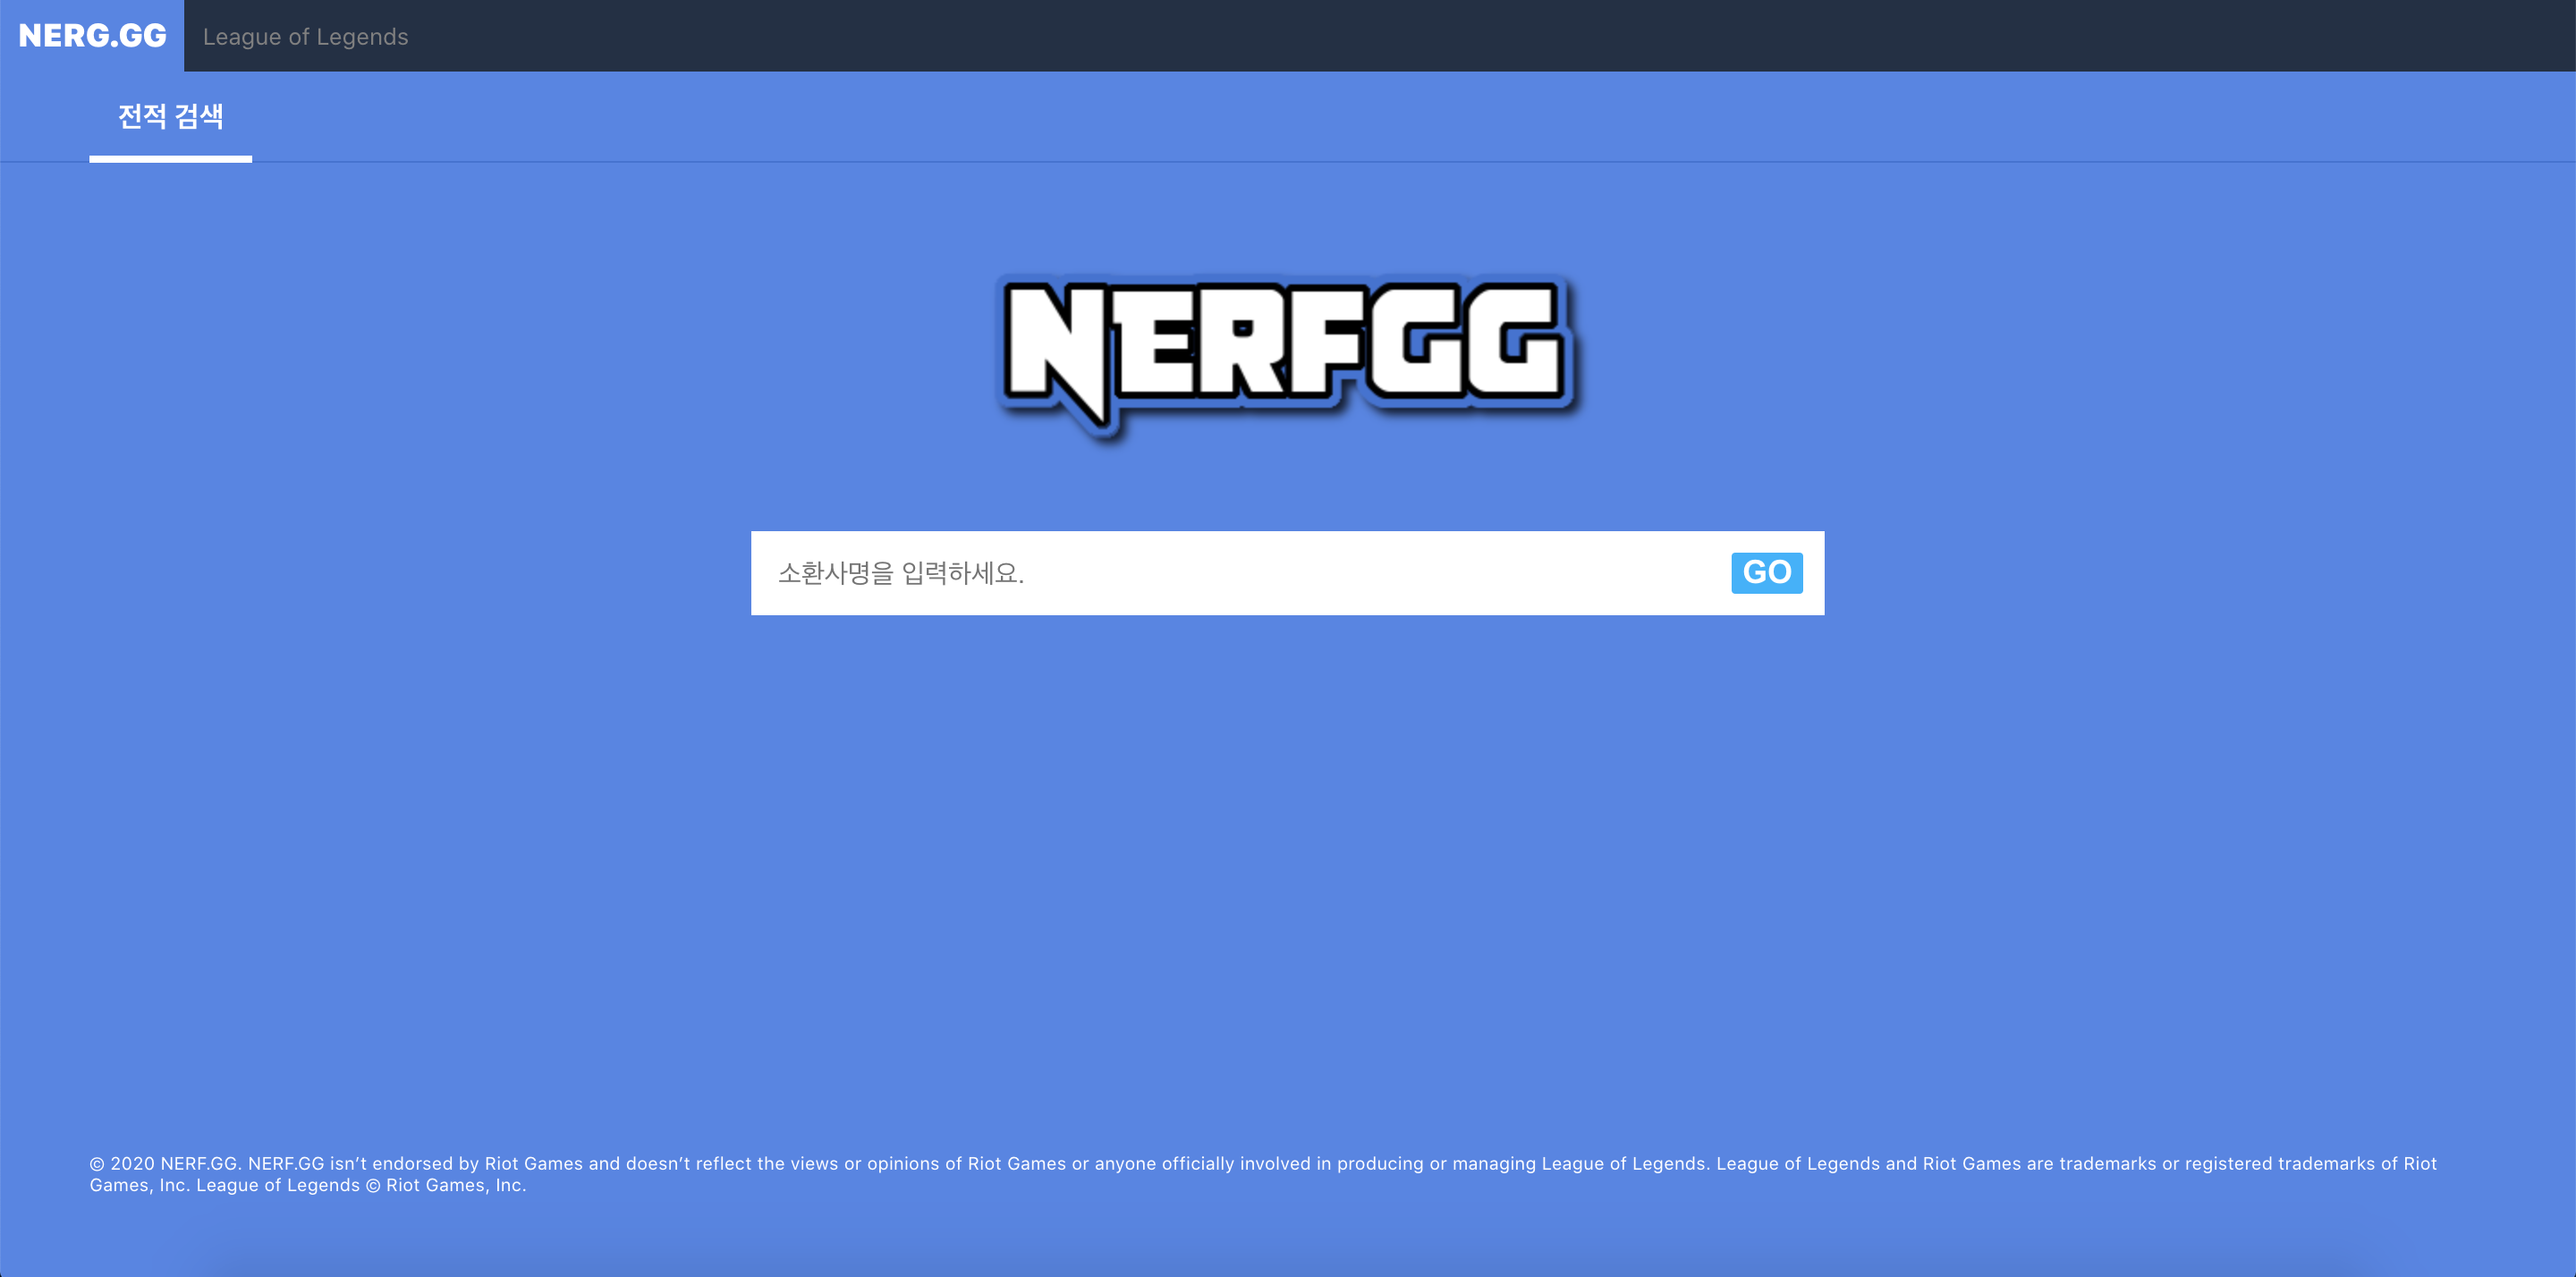 NERG.GG
League of Legends
전적 검색
NERFGG
소환사명을 입력하세요.
GO
© 2020 NERF.GG. NERF.GG isn’t endorsed by Riot Games and doesn’t reflect the views or opinions of Riot Games or anyone officially involved in producing or managing League of Legends. League of Legends and Riot Games are trademarks or registered trademarks of Riot
Games, Inc. League of Legends © Riot Games, Inc.